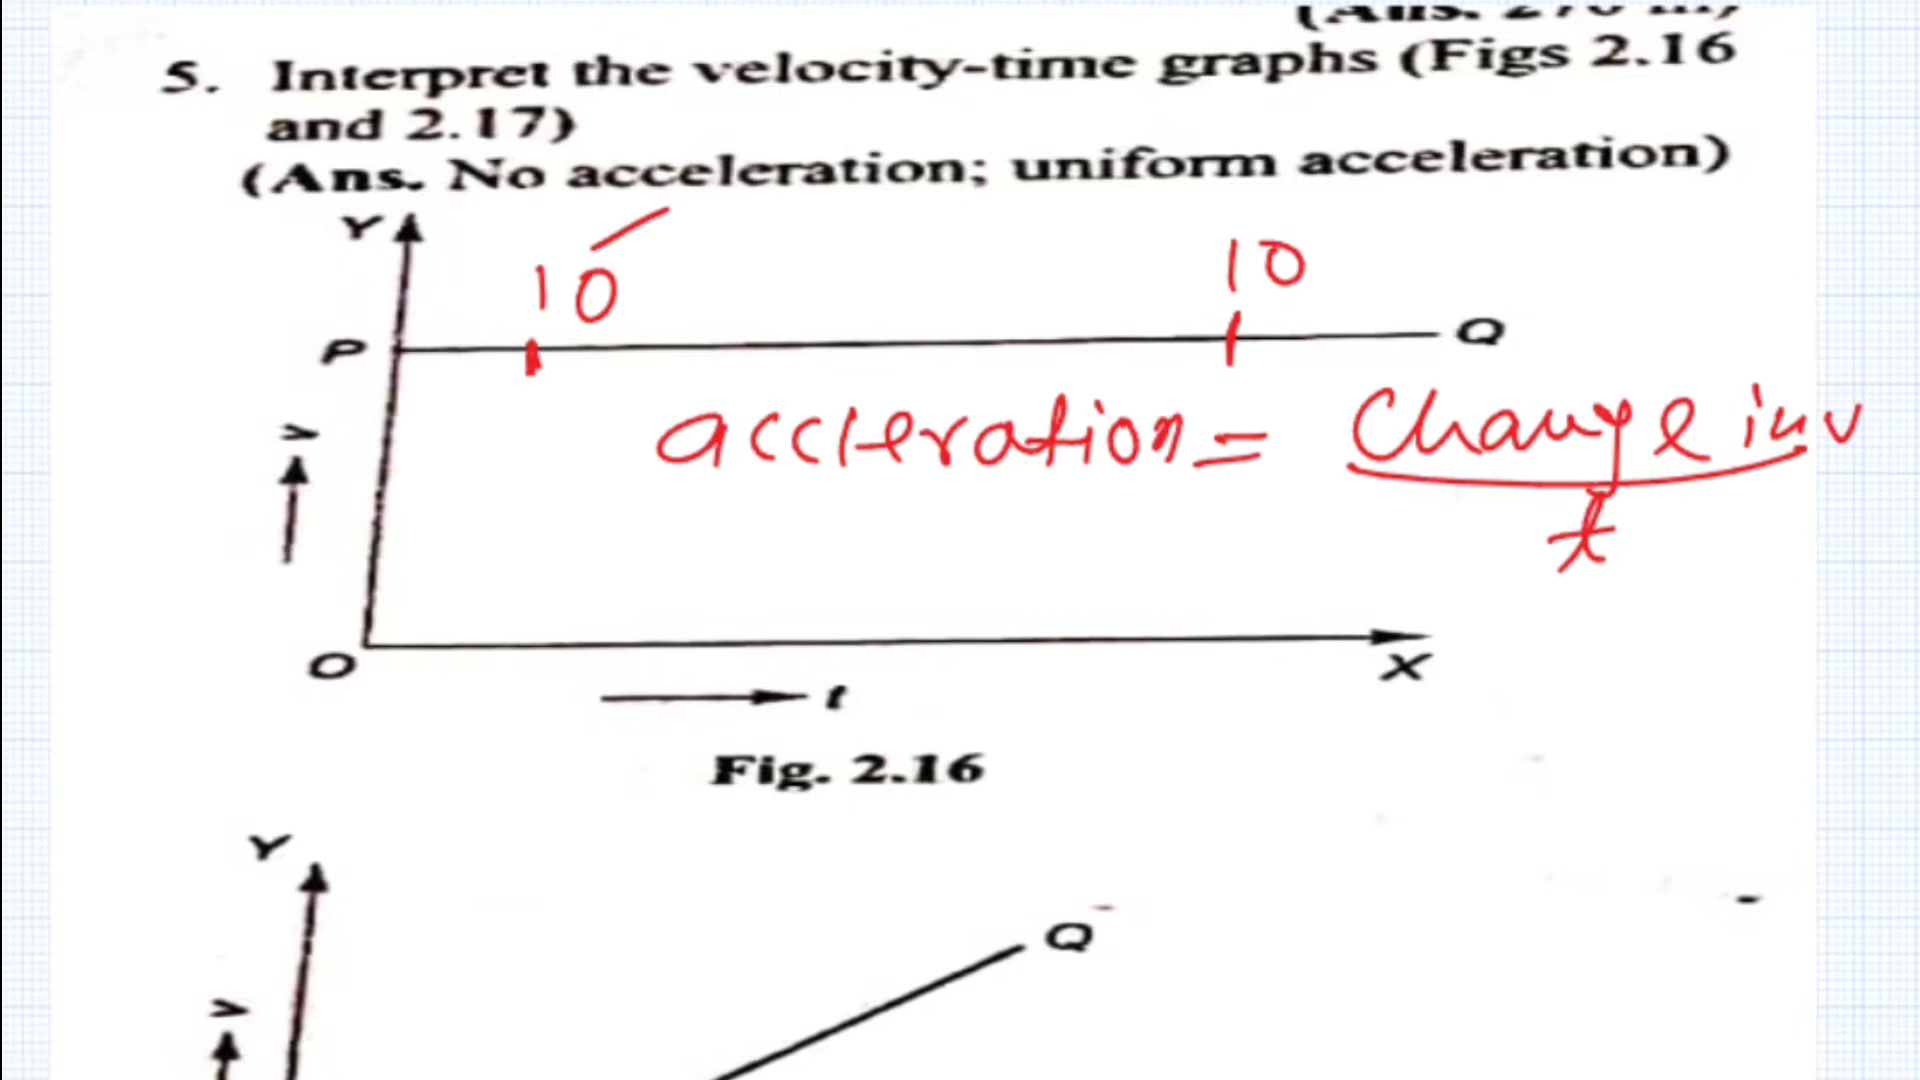 5. Interpret the velocity-time graphs (Figs 2.16
and 2.17)
(Ans. No acceleration; uniform acceleration)
Y
10
10
P
Q
v
accleration = change in v
t
O
X
t
Fig. 2.16
Y
Q
v